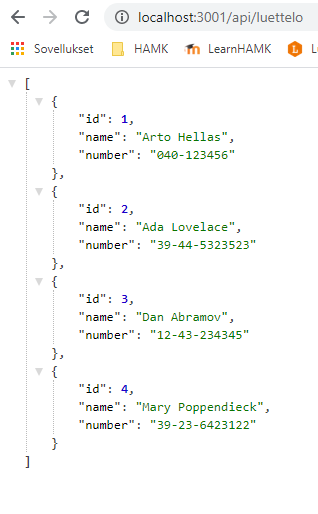 localhost:3001/api/luettelo
Sovellukset HAMK LearnHAMK L
[
{
"id": 1,
"name": "Arto Hellas",
"number": "040-123456"
},
{
"id": 2,
"name": "Ada Lovelace",
"number": "39-44-5323523"
},
{
"id": 3,
"name": "Dan Abramov",
"number": "12-43-234345"
},
{
"id": 4,
"name": "Mary Poppendieck",
"number": "39-23-6423122"
}
]